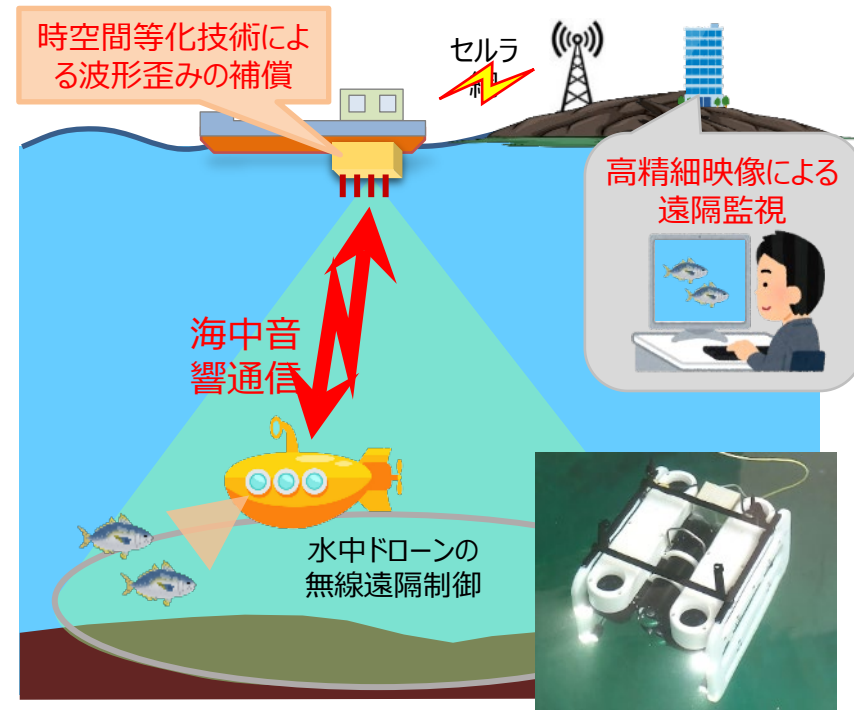 時空間等化技術によ
る波形歪みの補償
セルラ
高精細映像による
遠隔監視
海中音
響通信
水中ドローンの
無線遠隔制御